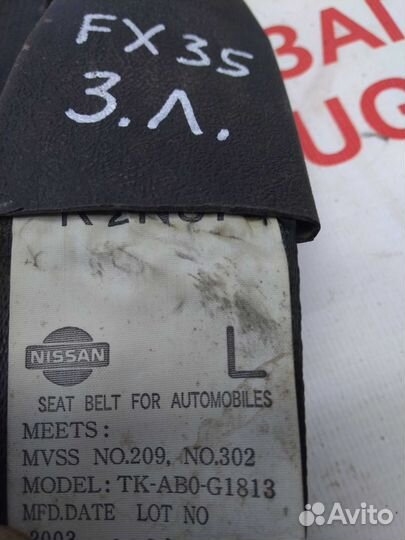 FX35
З.Л.
NISSAN
L
SEAT BELT FOR AUTOMOBILES
MEETS:
MVSS NO.209, NO.302
MODEL: TK-AB0-G1813
MFD.DATE LOT NO
2003
Avito